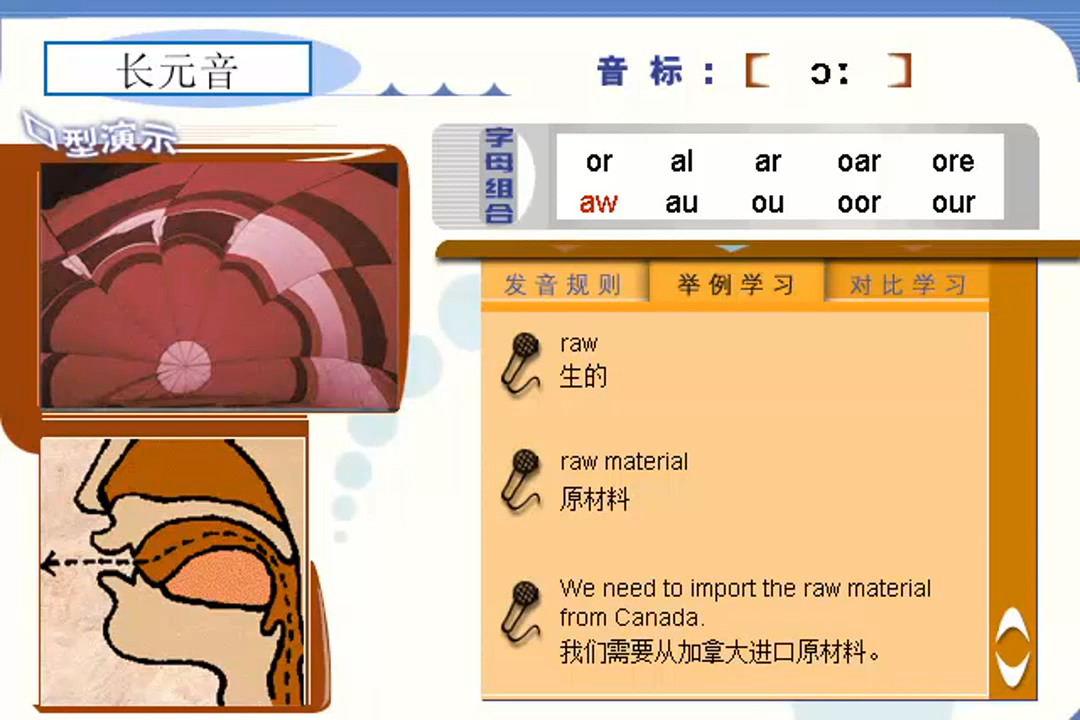 长元音
音标：[ ɔː ]
口型演示
字母组合
or al ar oar ore
aw au ou oor our
发音规则 举例学习 对比学习
raw
生的
raw material
原材料
We need to import the raw material
from Canada.
我们需要从加拿大进口原材料。